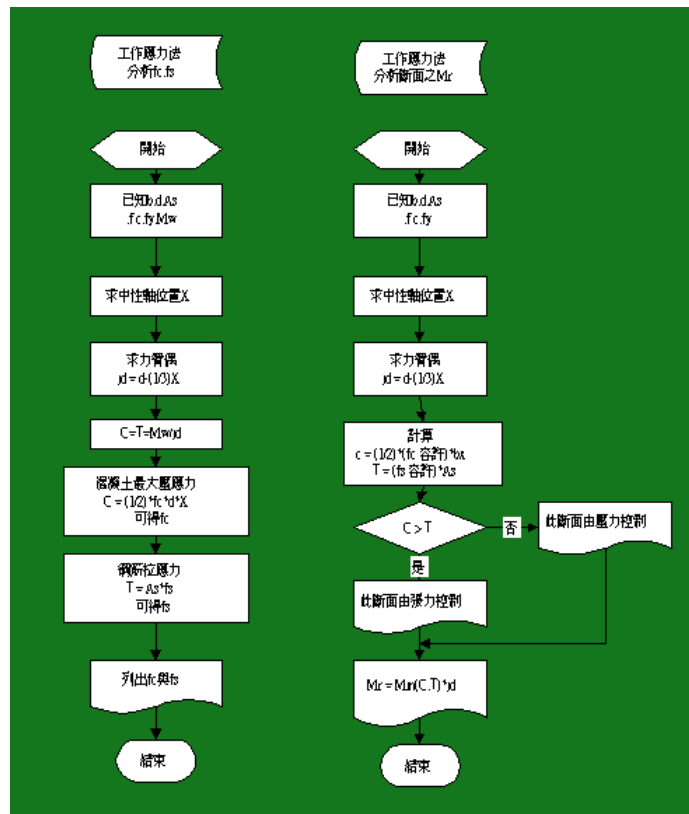 工作應力法
分析fc.fs
開始
已知b.d.As
.f'c.fy.Mw
求中性軸位置X
求力臂偶
jd=d-(1/3)X
C=T=Mw/jd
混凝土最大壓應力
C=(1/2)*fc*d*X
可得fc
鋼筋拉應力
T=As*fs
可得fs
列出fc與fs
結束
工作應力法
分析斷面之Mr
開始
已知b.d.As
.f'c.fy
求中性軸位置X
求力臂偶
jd=d-(1/3)X
計算
c=(1/2)*(fc 容許)*bx
T=(fs 容許)*As
C>T
否
此斷面由壓力控制
是
此斷面由張力控制
Mr=Min(C.T)*jd
結束